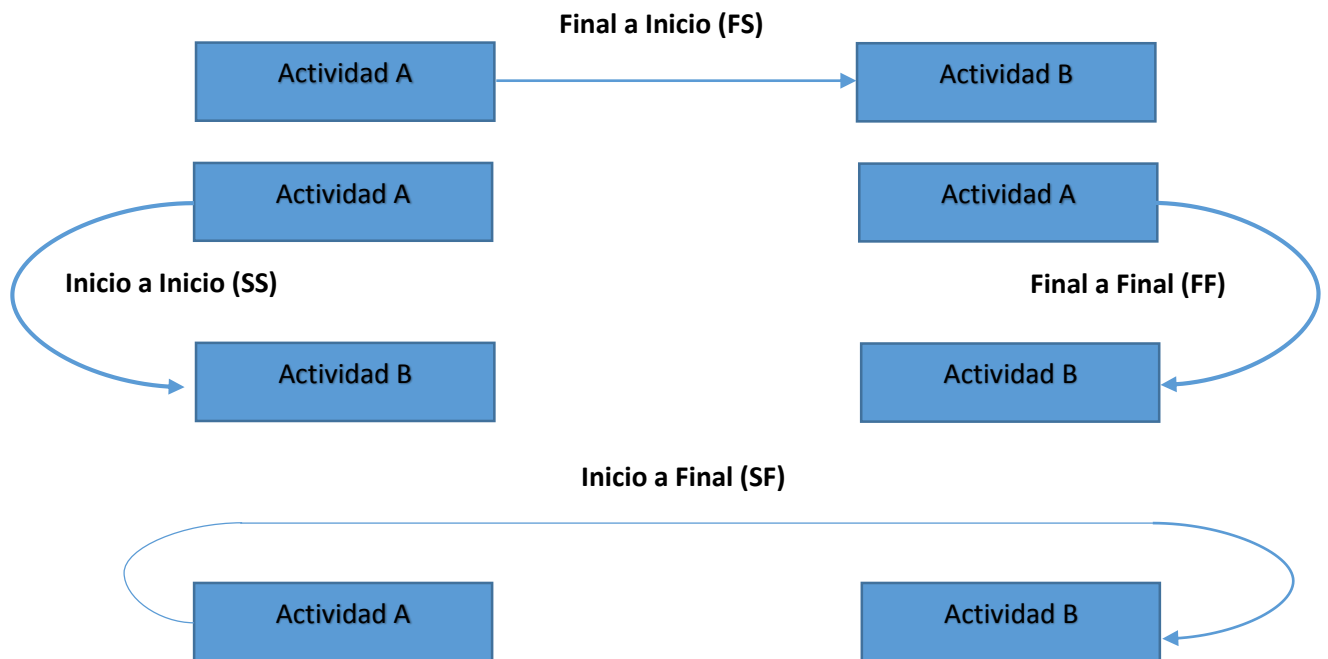 Final a Inicio (FS)
Actividad A
Actividad B
Actividad A
Actividad A
Inicio a Inicio (SS)
Final a Final (FF)
Actividad B
Actividad B
Inicio a Final (SF)
Actividad A
Actividad B